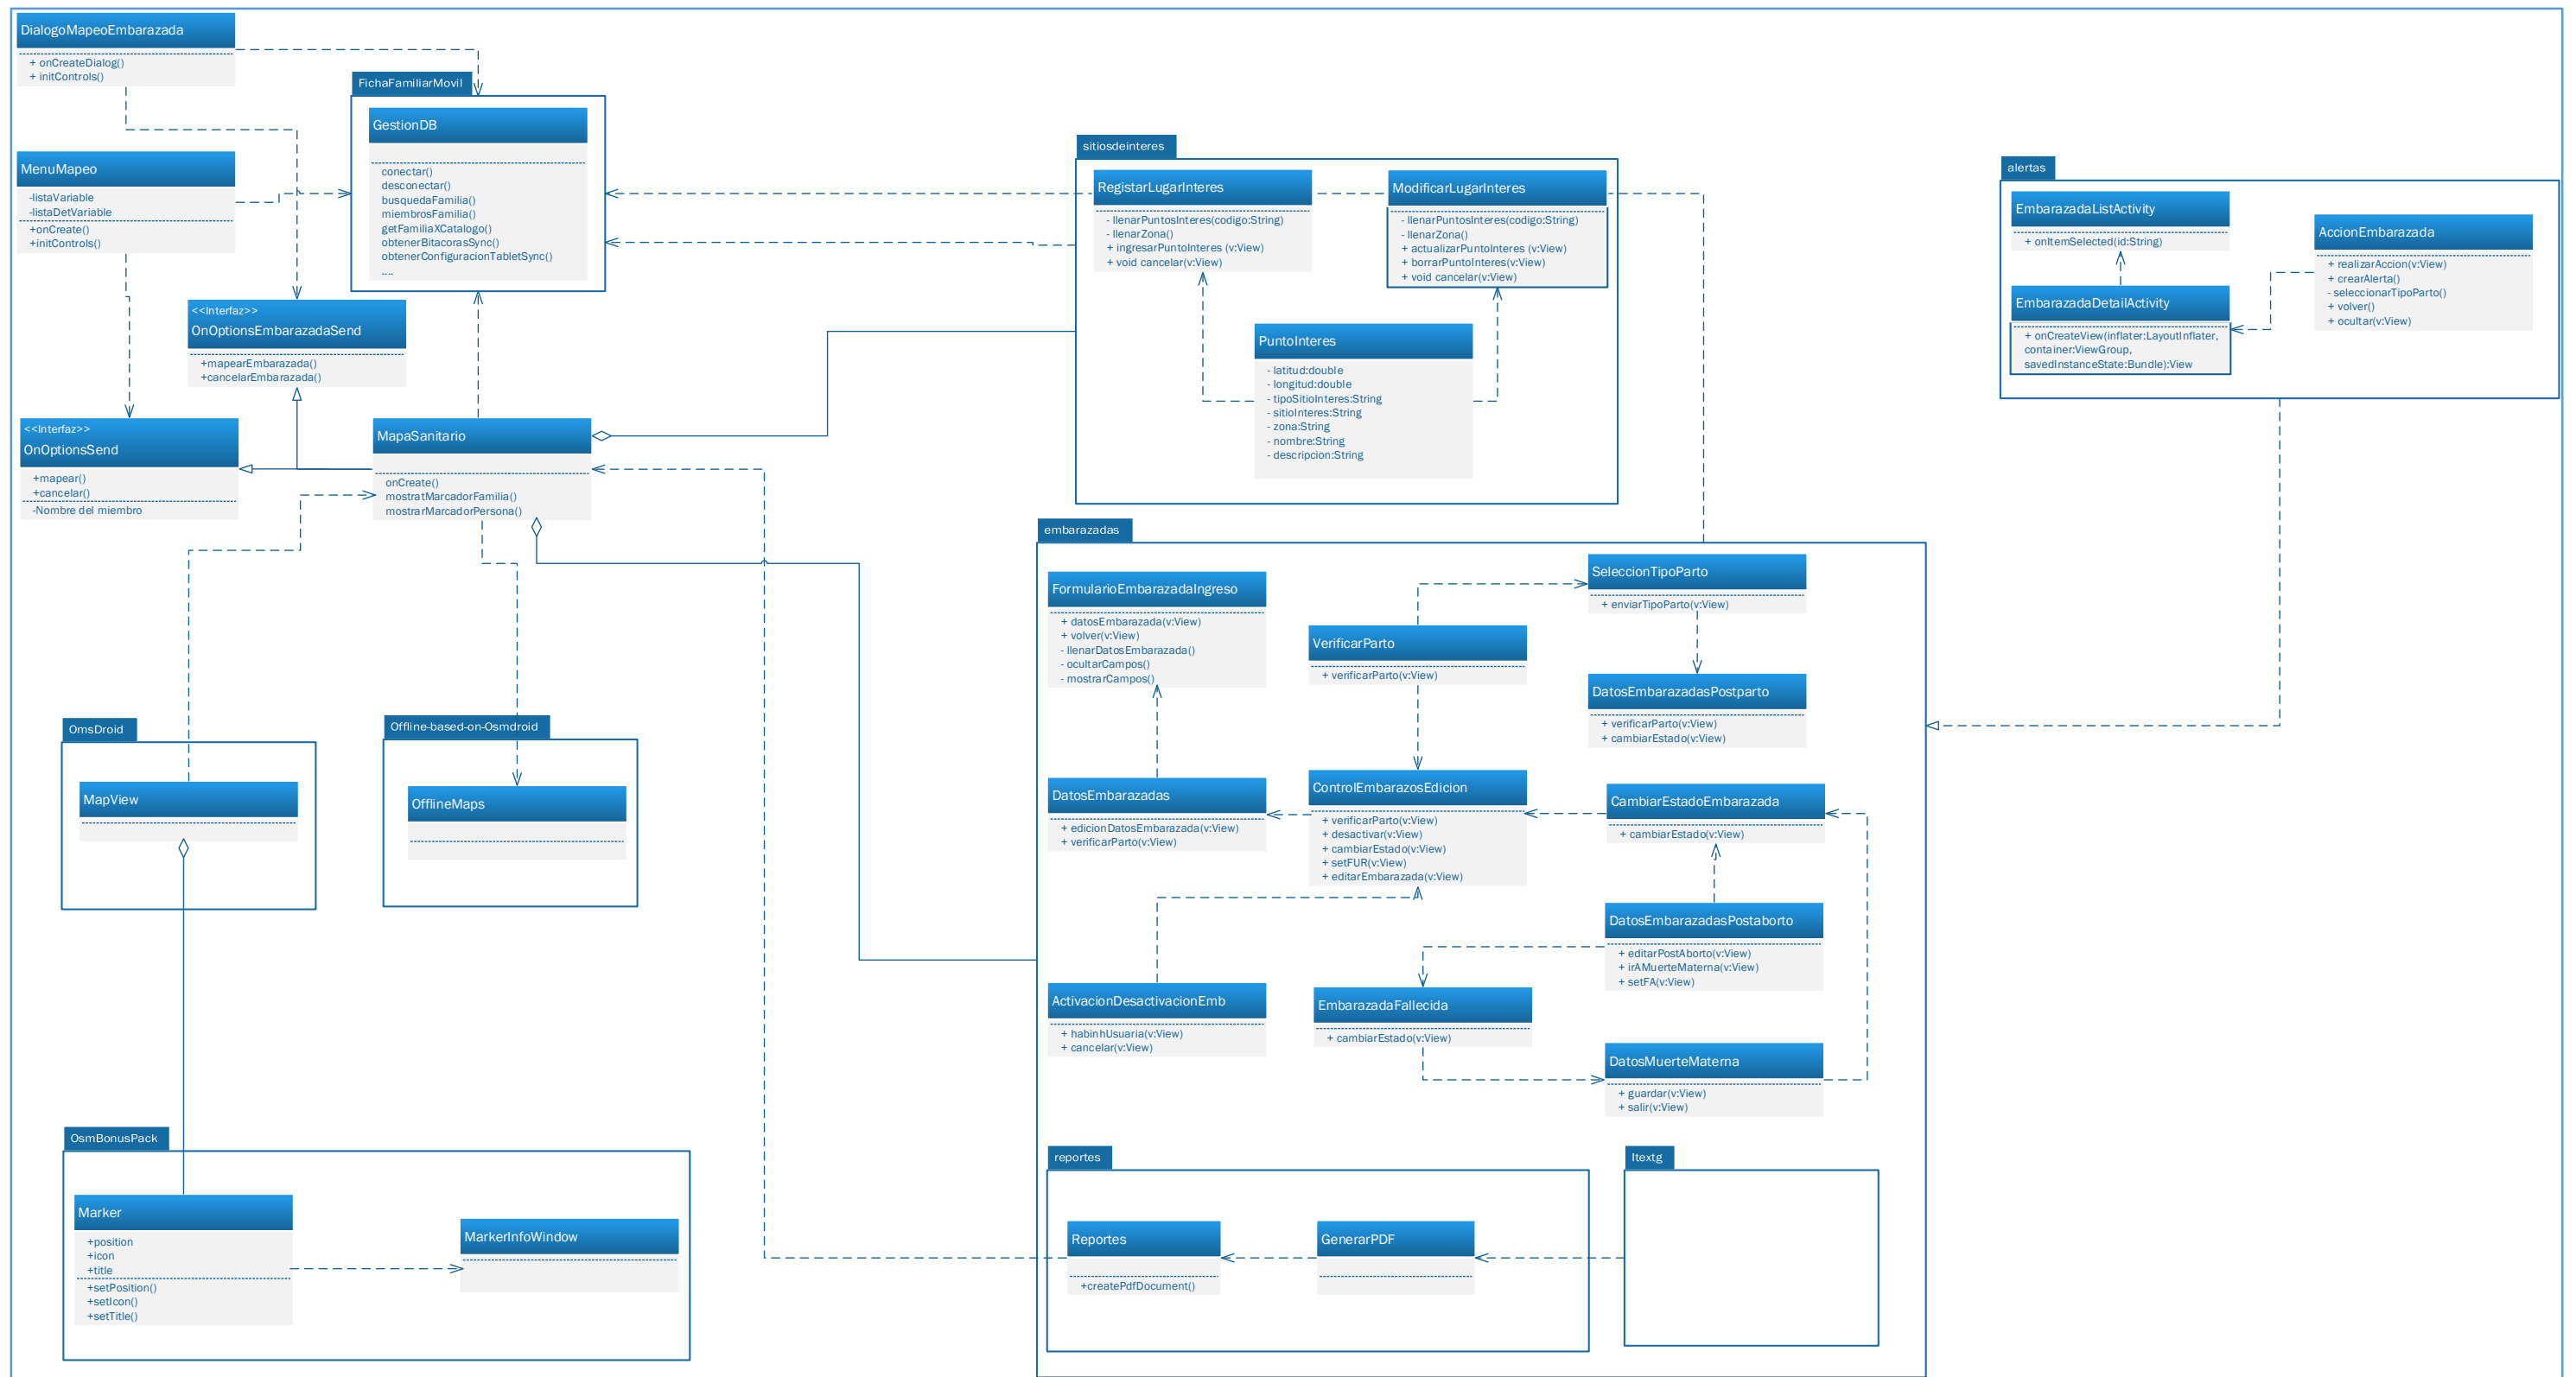 DialogoMapeoEmbarazada
+ onCreateDialog()
+ initControls()
MenuMapeo
-listaVariable
-listaDetVariable
+onCreate()
+initControls()
FichaFamiliarMovil
GestionDB
conectar()
desconectar()
busquedaFamilia()
miembrosFamilia()
getFamiliaXCatalogo()
obtenerBitacorasSync()
obtenerConfiguracionTabletSync()
....
<<Interfaz>>
OnOptionsEmbarazadaSend
+mapearEmbarazada()
+cancelarEmbarazada()
<<Interfaz>>
OnOptionsSend
+mapear()
+cancelar()
-Nombre del miembro
MapaSanitario
onCreate()
mostratMarcadorFamilia()
mostrarMarcadorPersona()
sitiosdeinteres
RegistarLugarInteres
- llenarPuntosInteres(codigo:String)
- llenarZona()
+ ingresarPuntoInteres (v:View)
+ void cancelar(v:View)
ModificarLugarInteres
- llenarPuntosInteres(codigo:String)
- llenarZona()
+ actualizarPuntoInteres (v:View)
+ borrarPuntoInteres(v:View)
+ void cancelar(v:View)
PuntoInteres
- latitud:double
- longitud:double
- tipoSitioInteres:String
- sitioInteres:String
- zona:String
- nombre:String
- descripcion:String
alertas
EmbarazadaListActivity
+ onItemSelected(id:String)
EmbarazadaDetailActivity
+ onCreateView(inflater:LayoutInflater,
container:ViewGroup,
savedInstanceState:Bundle):View
AccionEmbarazada
+ realizarAccion(v:View)
+ crearAlerta()
- seleccionarTipoParto()
+ volver()
+ ocultar(v:View)
embarazadas
FormularioEmbarazadaIngreso
+ datosEmbarazada(v:View)
+ volver(v:View)
- llenarDatosEmbarazada()
- ocultarCampos()
- mostrarCampos()
VerificarParto
+ verificarParto(v:View)
SeleccionTipoParto
+ enviarTipoParto(v:View)
DatosEmbarazadasPostparto
+ verificarParto(v:View)
+ cambiarEstado(v:View)
DatosEmbarazadas
+ edicionDatosEmbarazada(v:View)
+ verificarParto(v:View)
ControlEmbarazosEdicion
+ verificarParto(v:View)
+ desactivar(v:View)
+ cambiarEstado(v:View)
+ setFUR(v:View)
+ editarEmbarazada(v:View)
CambiarEstadoEmbarazada
+ cambiarEstado(v:View)
DatosEmbarazadasPostaborto
+ editarPostAborto(v:View)
+ irAMuerteMaterna(v:View)
+ setFA(v:View)
ActivacionDesactivacionEmb
+ habinhUsuaria(v:View)
+ cancelar(v:View)
EmbarazadaFallecida
+ cambiarEstado(v:View)
DatosMuerteMaterna
+ guardar(v:View)
+ salir(v:View)
OmsDroid
MapView
Offline-based-on-Osmdroid
OfflineMaps
OsmBonusPack
Marker
+position
+icon
+title
+setPosition()
+setIcon()
+setTitle()
MarkerInfoWindow
reportes
Reportes
+createPdfDocument()
GenerarPDF
Itextg